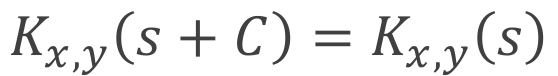 K_{x,y}(s + C) = K_{x,y}(s)